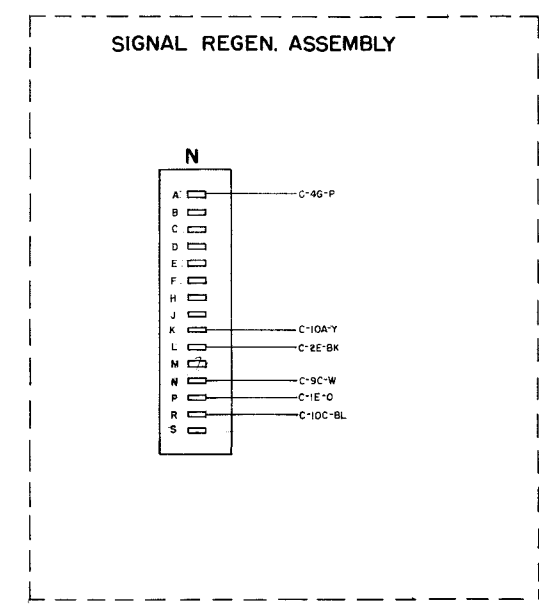 SIGNAL REGEN. ASSEMBLY
N
A C-4G-P
B
C
D
E
F
H
J
K C-10A-Y
L C-2E-BK
M
N C-9C-W
P C-1E-O
R C-10C-BL
S